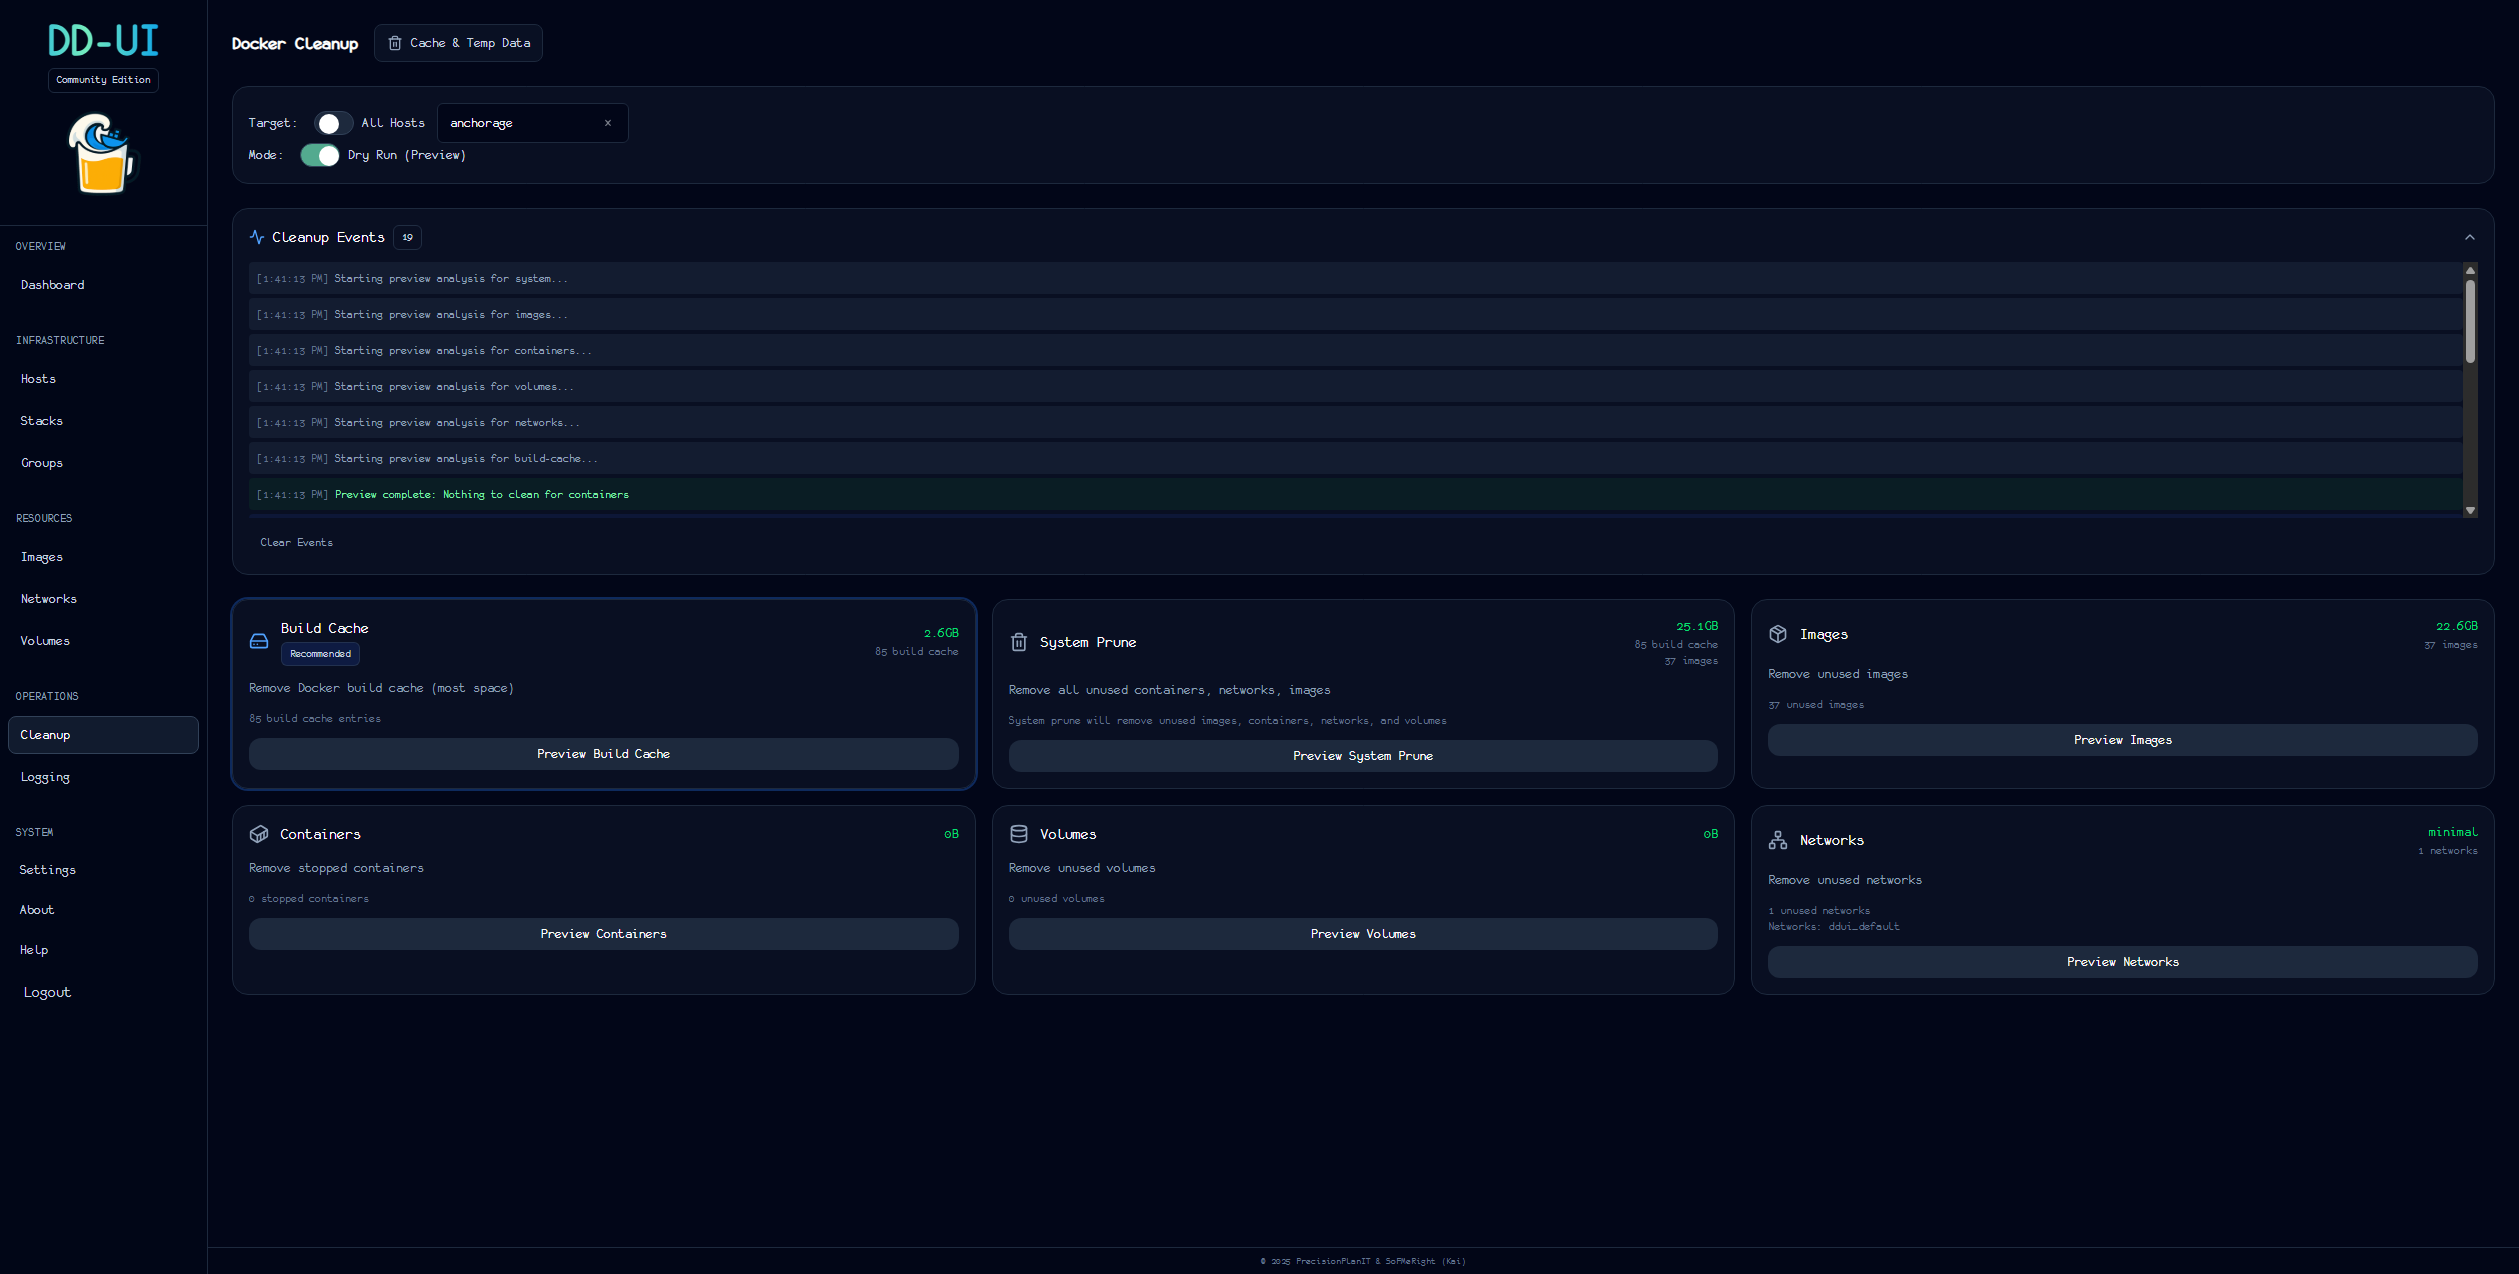 DD-UI
Community Edition
OVERVIEW
Dashboard
INFRASTRUCTURE
Hosts
Stacks
Groups
RESOURCES
Images
Networks
Volumes
OPERATIONS
Cleanup
Logging
SYSTEM
Settings
About
Help
Logout
Docker Cleanup
Cache & Temp Data
Target: All Hosts anchorage ×
Mode: Dry Run (Preview)
Cleanup Events 19
[1:41:13 PM] Starting preview analysis for system...
[1:41:13 PM] Starting preview analysis for images...
[1:41:13 PM] Starting preview analysis for containers...
[1:41:13 PM] Starting preview analysis for volumes...
[1:41:13 PM] Starting preview analysis for networks...
[1:41:13 PM] Starting preview analysis for build-cache...
[1:41:13 PM] Preview complete: Nothing to clean for containers
Clear Events
Build Cache
Recommended
2.6GB
85 build cache
Remove Docker build cache (most space)
85 build cache entries
Preview Build Cache
System Prune
25.1GB
85 build cache
37 images
Remove all unused containers, networks, images
System prune will remove unused images, containers, networks, and volumes
Preview System Prune
Images
22.6GB
37 images
Remove unused images
37 unused images
Preview Images
Containers
0B
Remove stopped containers
0 stopped containers
Preview Containers
Volumes
0B
Remove unused volumes
0 unused volumes
Preview Volumes
Networks
minimal
1 networks
Remove unused networks
1 unused networks
Networks: ddui_default
Preview Networks
© 2025 PrecisionPlanIT & SoFMeRight (Kai)